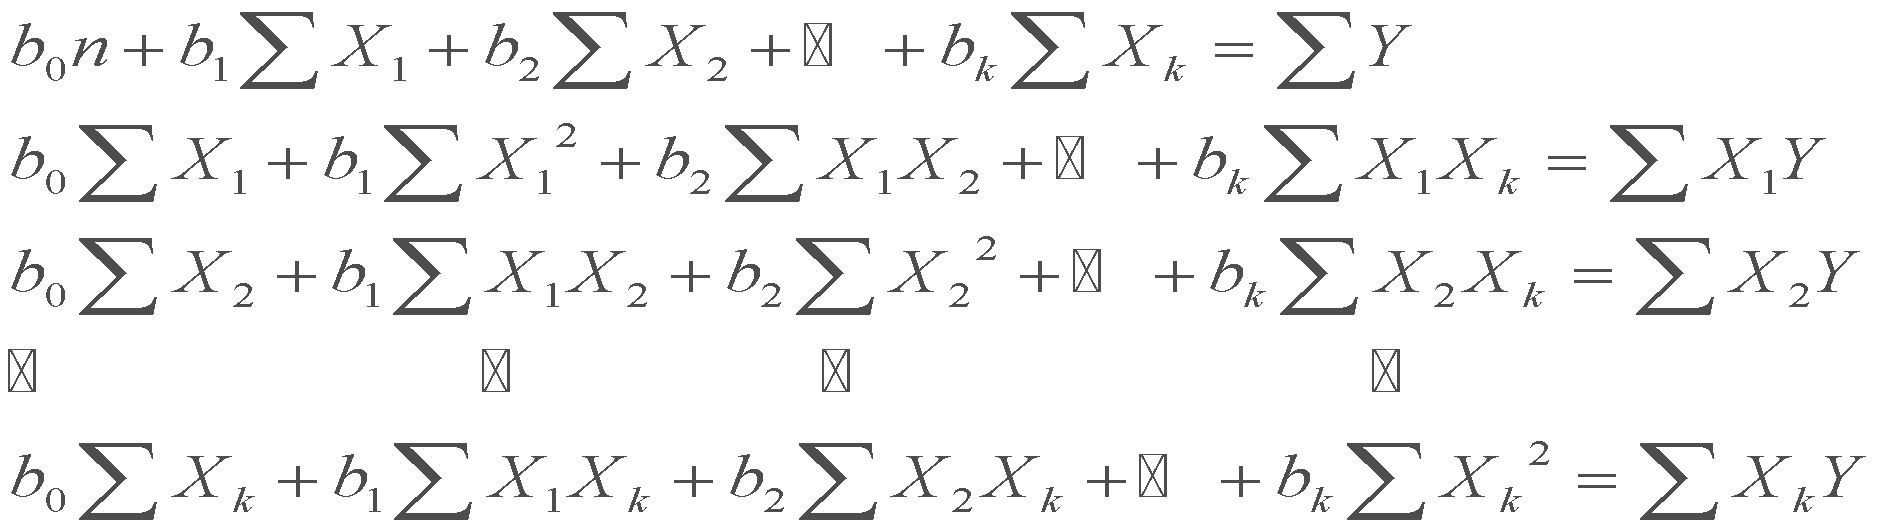 b₀n + b₁∑X₁ + b₂∑X₂ + ⌧ + bₖ∑Xₖ = ∑Y
b₀∑X₁ + b₁∑X₁² + b₂∑X₁X₂ + ⌧ + bₖ∑X₁Xₖ = ∑X₁Y
b₀∑X₂ + b₁∑X₁X₂ + b₂∑X₂² + ⌧ + bₖ∑X₂Xₖ = ∑X₂Y
⌧ ⌧ ⌧ ⌧
b₀∑Xₖ + b₁∑X₁Xₖ + b₂∑X₂Xₖ + ⌧ + bₖ∑Xₖ² = ∑XₖY